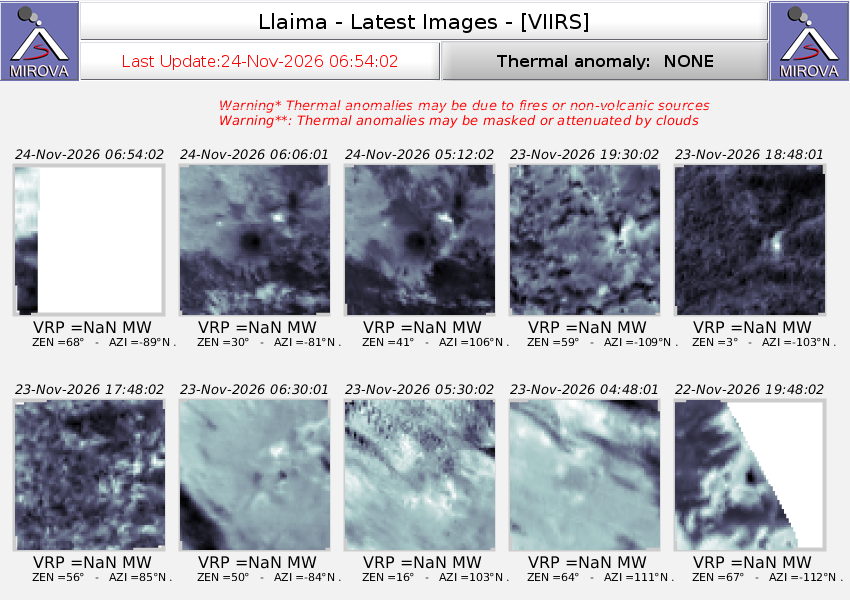 Llaima - Latest Images - [VIIRS]
MIROVA
MIROVA
Last Update:24-Nov-2026 06:54:02
Thermal anomaly: NONE
Warning* Thermal anomalies may be due to fires or non-volcanic sources
Warning**: Thermal anomalies may be masked or attenuated by clouds
24-Nov-2026 06:54:02
24-Nov-2026 06:06:01
24-Nov-2026 05:12:02
23-Nov-2026 19:30:02
23-Nov-2026 18:48:01
VRP =NaN MW
VRP =NaN MW
VRP =NaN MW
VRP =NaN MW
VRP =NaN MW
ZEN =68° - AZI =-89°N .
ZEN =30° - AZI =-81°N .
ZEN =41° - AZI =106°N .
ZEN =59° - AZI =-109°N .
ZEN =3° - AZI =-103°N .
23-Nov-2026 17:48:02
23-Nov-2026 06:30:01
23-Nov-2026 05:30:02
23-Nov-2026 04:48:01
22-Nov-2026 19:48:02
VRP =NaN MW
VRP =NaN MW
VRP =NaN MW
VRP =NaN MW
VRP =NaN MW
ZEN =56° - AZI =85°N .
ZEN =50° - AZI =-84°N .
ZEN =16° - AZI =103°N .
ZEN =64° - AZI =111°N .
ZEN =67° - AZI =-112°N .